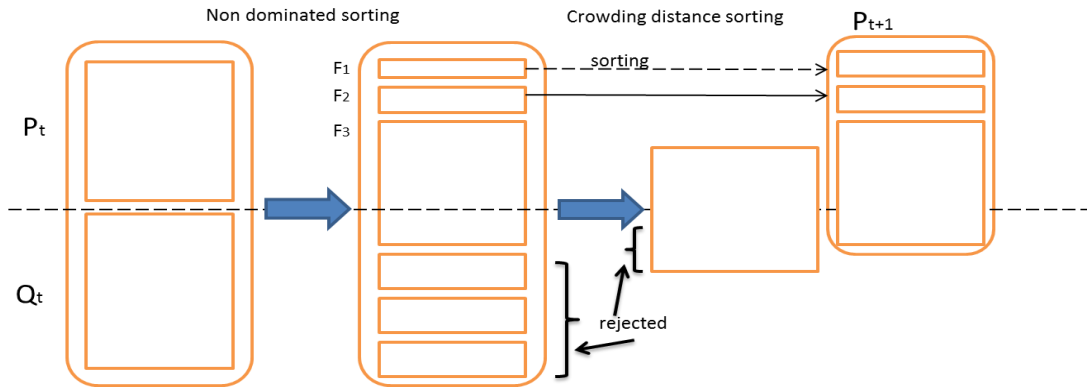 Non dominated sorting
Crowding distance sorting
Pt+1
F1
sorting
F2
Pt
F3
Qt
rejected